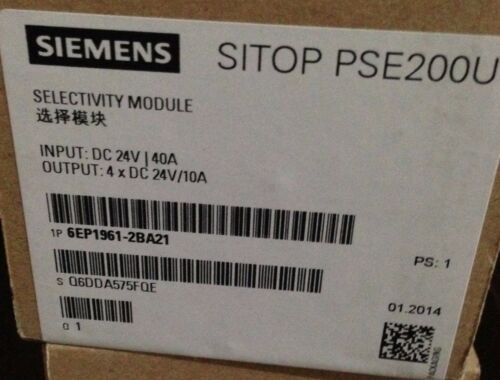 SIEMENS SITOP PSE200U
SELECTIVITY MODULE
选择模块
INPUT: DC 24V | 40A
OUTPUT: 4 x DC 24V/10A
1P 6EP1961-2BA21
PS: 1
S Q6DDA575FQE
01.2014
Q 1
PACKAGING